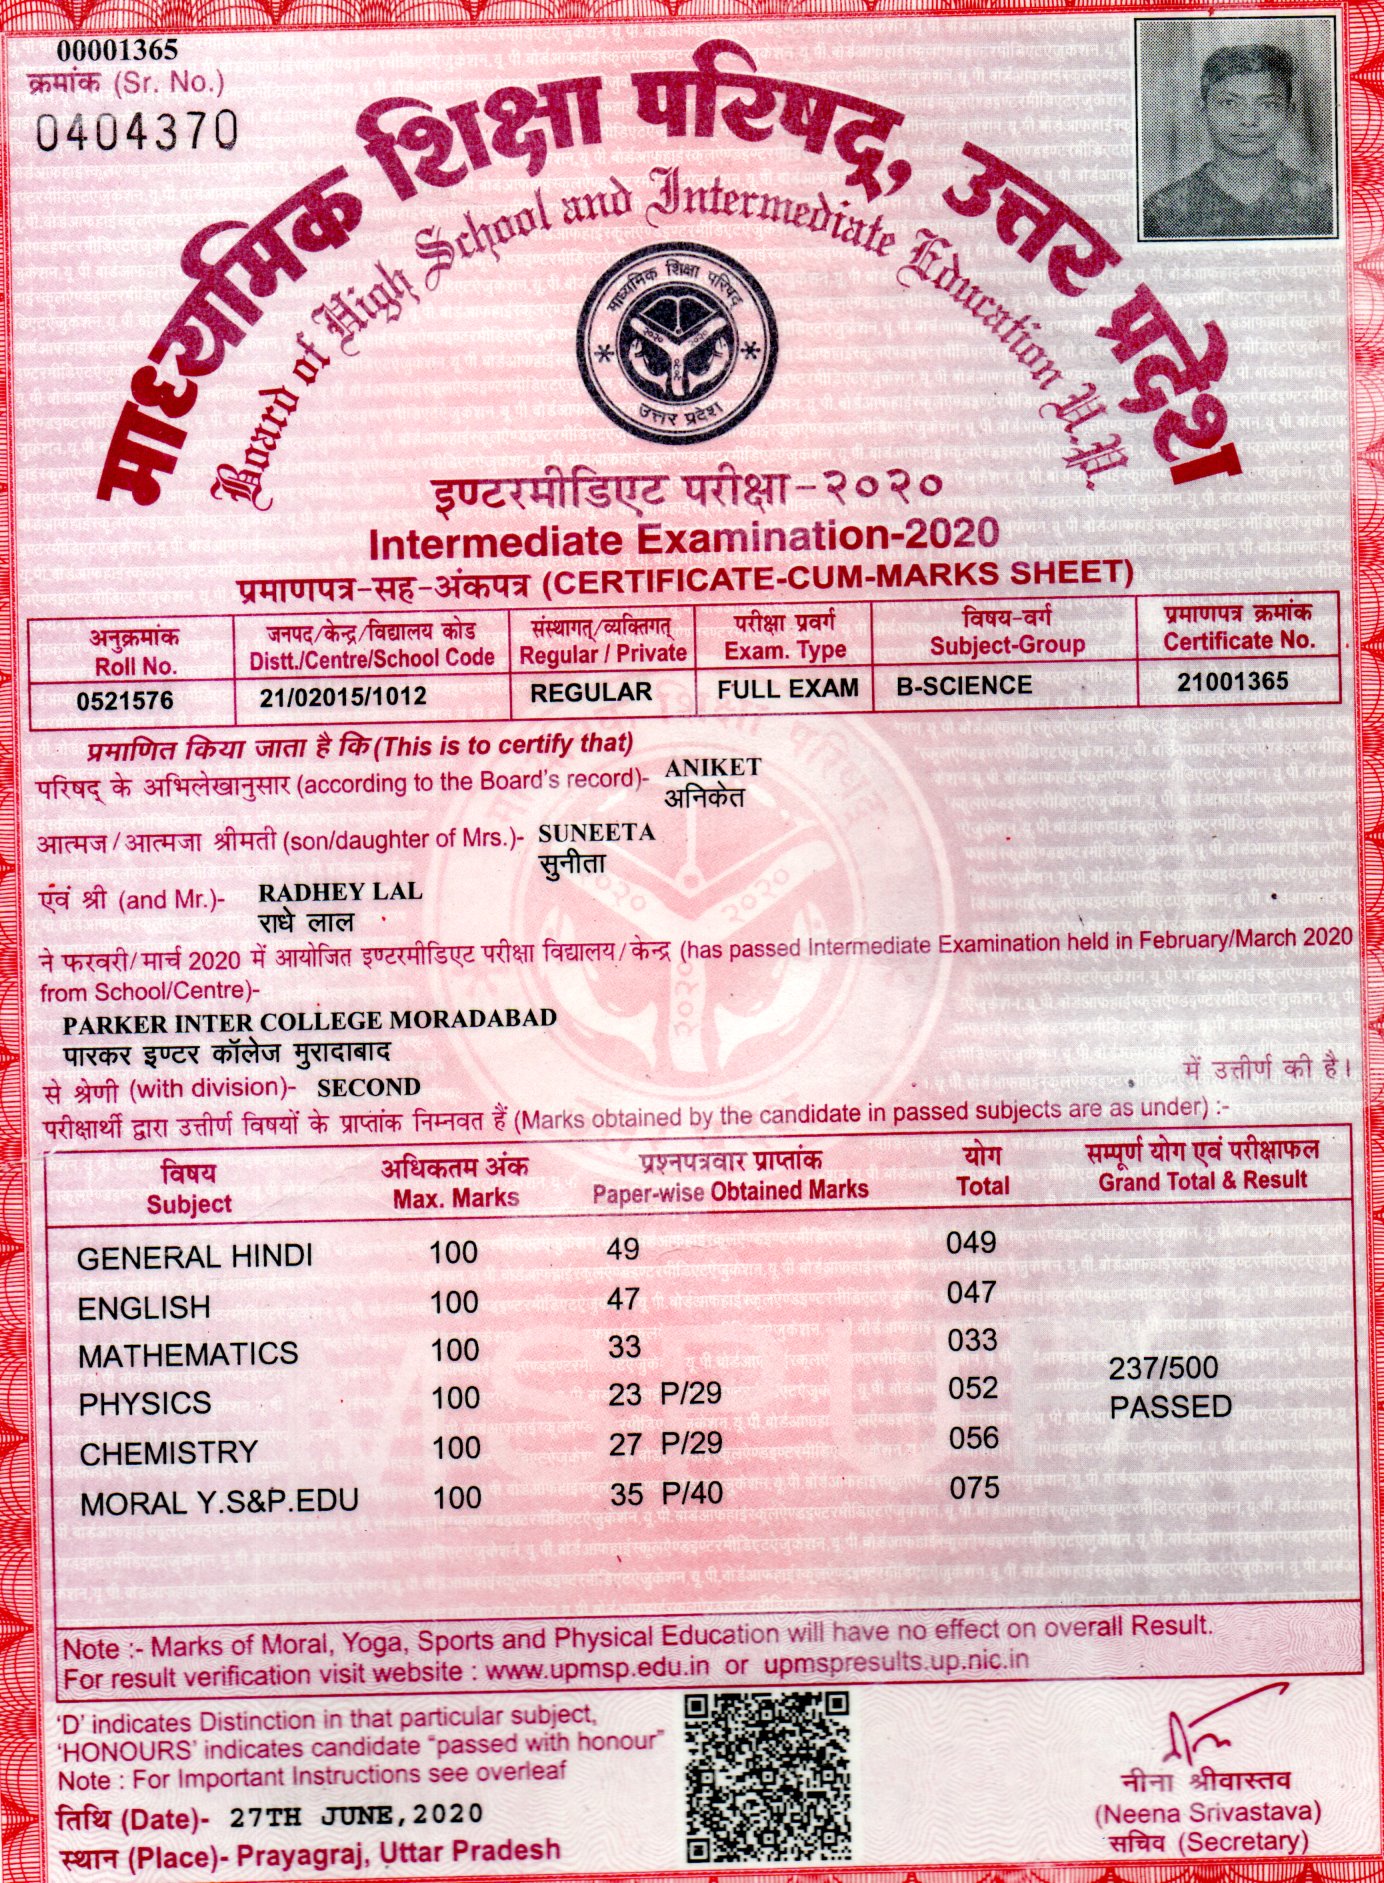 00001365
क्रमांक (Sr. No.)
0404370
माध्यमिक शिक्षा परिषद्, उत्तर प्रदेश
Board of High School and Intermediate Education U.P.
माध्यमिक शिक्षा परिषद्
२०२० २०२०
उत्तर प्रदेश
इण्टरमीडिएट परीक्षा-२०२०
Intermediate Examination-2020
प्रमाणपत्र-सह-अंकपत्र (CERTIFICATE-CUM-MARKS SHEET)
अनुक्रमांक जनपद/केन्द्र/विद्यालय कोड संस्थागत्/व्यक्तिगत् परीक्षा प्रवर्ग विषय-वर्ग प्रमाणपत्र क्रमांक
Roll No. Distt./Centre/School Code Regular / Private Exam. Type Subject-Group Certificate No.
0521576 21/02015/1012 REGULAR FULL EXAM B-SCIENCE 21001365
प्रमाणित किया जाता है कि (This is to certify that)
परिषद् के अभिलेखानुसार (according to the Board's record)- ANIKET
अनिकेत
आत्मज/आत्मजा श्रीमती (son/daughter of Mrs.)- SUNEETA
सुनीता
एवं श्री (and Mr.)- RADHEY LAL
राधे लाल
ने फरवरी/मार्च 2020 में आयोजित इण्टरमीडिएट परीक्षा विद्यालय/केन्द्र (has passed Intermediate Examination held in February/March 2020
from School/Centre)-
PARKER INTER COLLEGE MORADABAD
पारकर इण्टर कॉलेज मुरादाबाद
में उत्तीर्ण की है।
से श्रेणी (with division)- SECOND
परीक्षार्थी द्वारा उत्तीर्ण विषयों के प्राप्तांक निम्नवत हैं (Marks obtained by the candidate in passed subjects are as under) :-
विषय अधिकतम अंक प्रश्नपत्रवार प्राप्तांक योग सम्पूर्ण योग एवं परीक्षाफल
Subject Max. Marks Paper-wise Obtained Marks Total Grand Total & Result
GENERAL HINDI 100 49 049
ENGLISH 100 47 047
MATHEMATICS 100 33 033
237/500
PHYSICS 100 23 P/29 052
PASSED
CHEMISTRY 100 27 P/29 056
MORAL Y.S&P.EDU 100 35 P/40 075
Note :- Marks of Moral, Yoga, Sports and Physical Education will have no effect on overall Result.
For result verification visit website : www.upmsp.edu.in or upmspresults.up.nic.in
'D' indicates Distinction in that particular subject,
'HONOURS' indicates candidate "passed with honour"
Note : For Important Instructions see overleaf
तिथि (Date)- 27TH JUNE,2020
स्थान (Place)- Prayagraj, Uttar Pradesh
नीना श्रीवास्तव
(Neena Srivastava)
सचिव (Secretary)